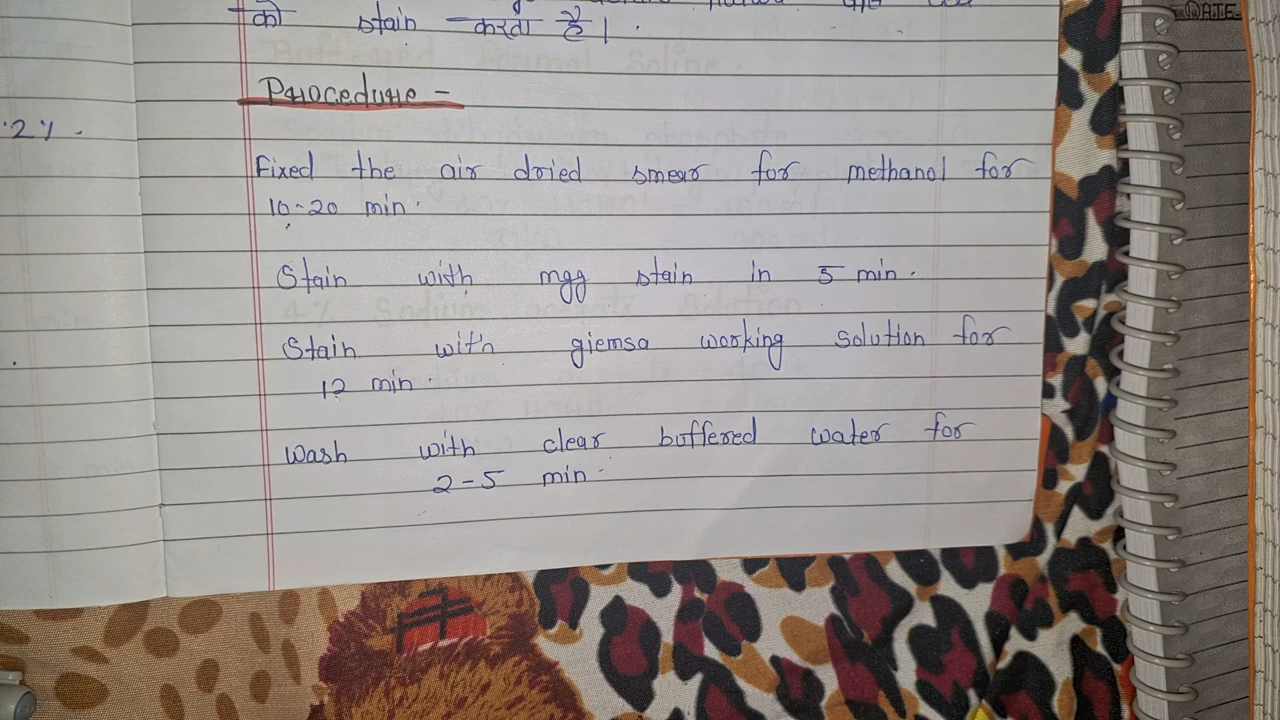 को stain करता है।
Procedure -
.2%.
Fixed the air dried smear for methanol for
10-20 min.
Stain with mgg stain in 5 min.
Stain with giemsa working solution for
12 min.
Wash with clear buffered water for
2-5 min.
DATE